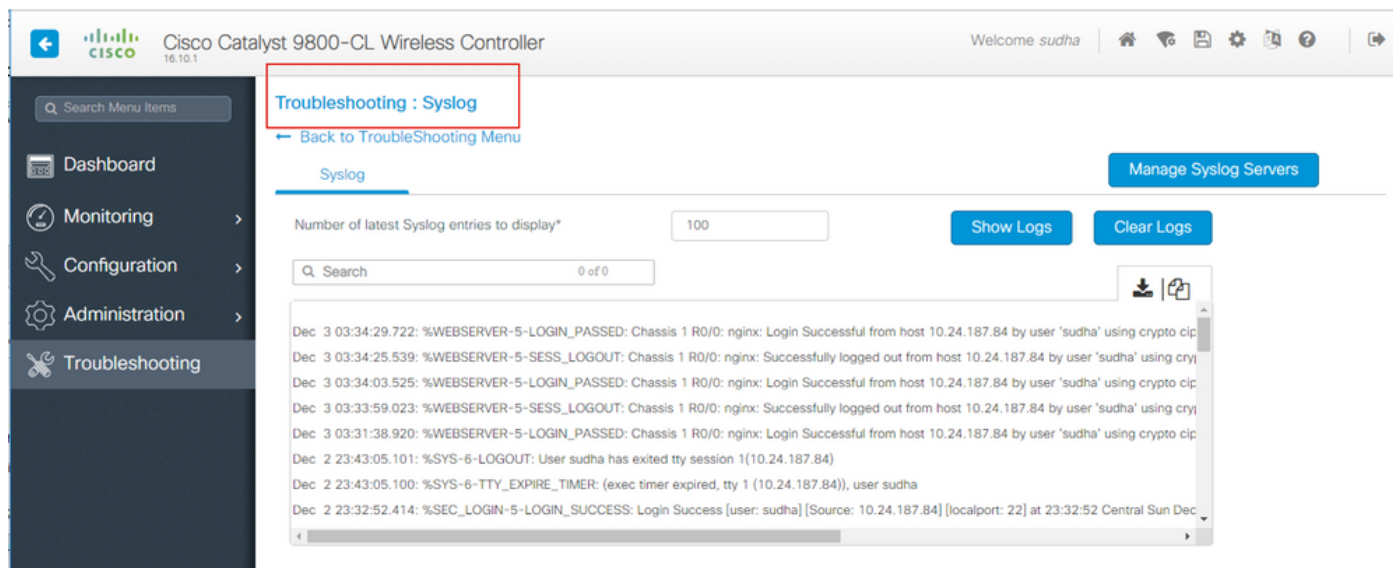 CISCO
Cisco Catalyst 9800-CL Wireless Controller
16.10.1
Welcome sudha
Search Menu Items
Dashboard
Monitoring
Configuration
Administration
Troubleshooting
Troubleshooting : Syslog
← Back to TroubleShooting Menu
Syslog
Manage Syslog Servers
Number of latest Syslog entries to display*
100
Show Logs
Clear Logs
Search
0 of 0
Dec 3 03:34:29.722: %WEBSERVER-5-LOGIN_PASSED: Chassis 1 R0/0: nginx: Login Successful from host 10.24.187.84 by user 'sudha' using crypto cip
Dec 3 03:34:25.539: %WEBSERVER-5-SESS_LOGOUT: Chassis 1 R0/0: nginx: Successfully logged out from host 10.24.187.84 by user 'sudha' using cry
Dec 3 03:34:03.525: %WEBSERVER-5-LOGIN_PASSED: Chassis 1 R0/0: nginx: Login Successful from host 10.24.187.84 by user 'sudha' using crypto cip
Dec 3 03:33:59.023: %WEBSERVER-5-SESS_LOGOUT: Chassis 1 R0/0: nginx: Successfully logged out from host 10.24.187.84 by user 'sudha' using cry
Dec 3 03:31:38.920: %WEBSERVER-5-LOGIN_PASSED: Chassis 1 R0/0: nginx: Login Successful from host 10.24.187.84 by user 'sudha' using crypto cip
Dec 2 23:43:05.101: %SYS-6-LOGOUT: User sudha has exited tty session 1(10.24.187.84)
Dec 2 23:43:05.100: %SYS-6-TTY_EXPIRE_TIMER: (exec timer expired, tty 1 (10.24.187.84)), user sudha
Dec 2 23:32:52.414: %SEC_LOGIN-5-LOGIN_SUCCESS: Login Success [user: sudha] [Source: 10.24.187.84] [localport: 22] at 23:32:52 Central Sun Dec